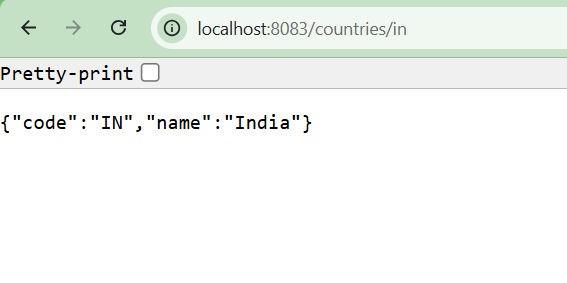 localhost:8083/countries/in
Pretty-print
{"code":"IN","name":"India"}